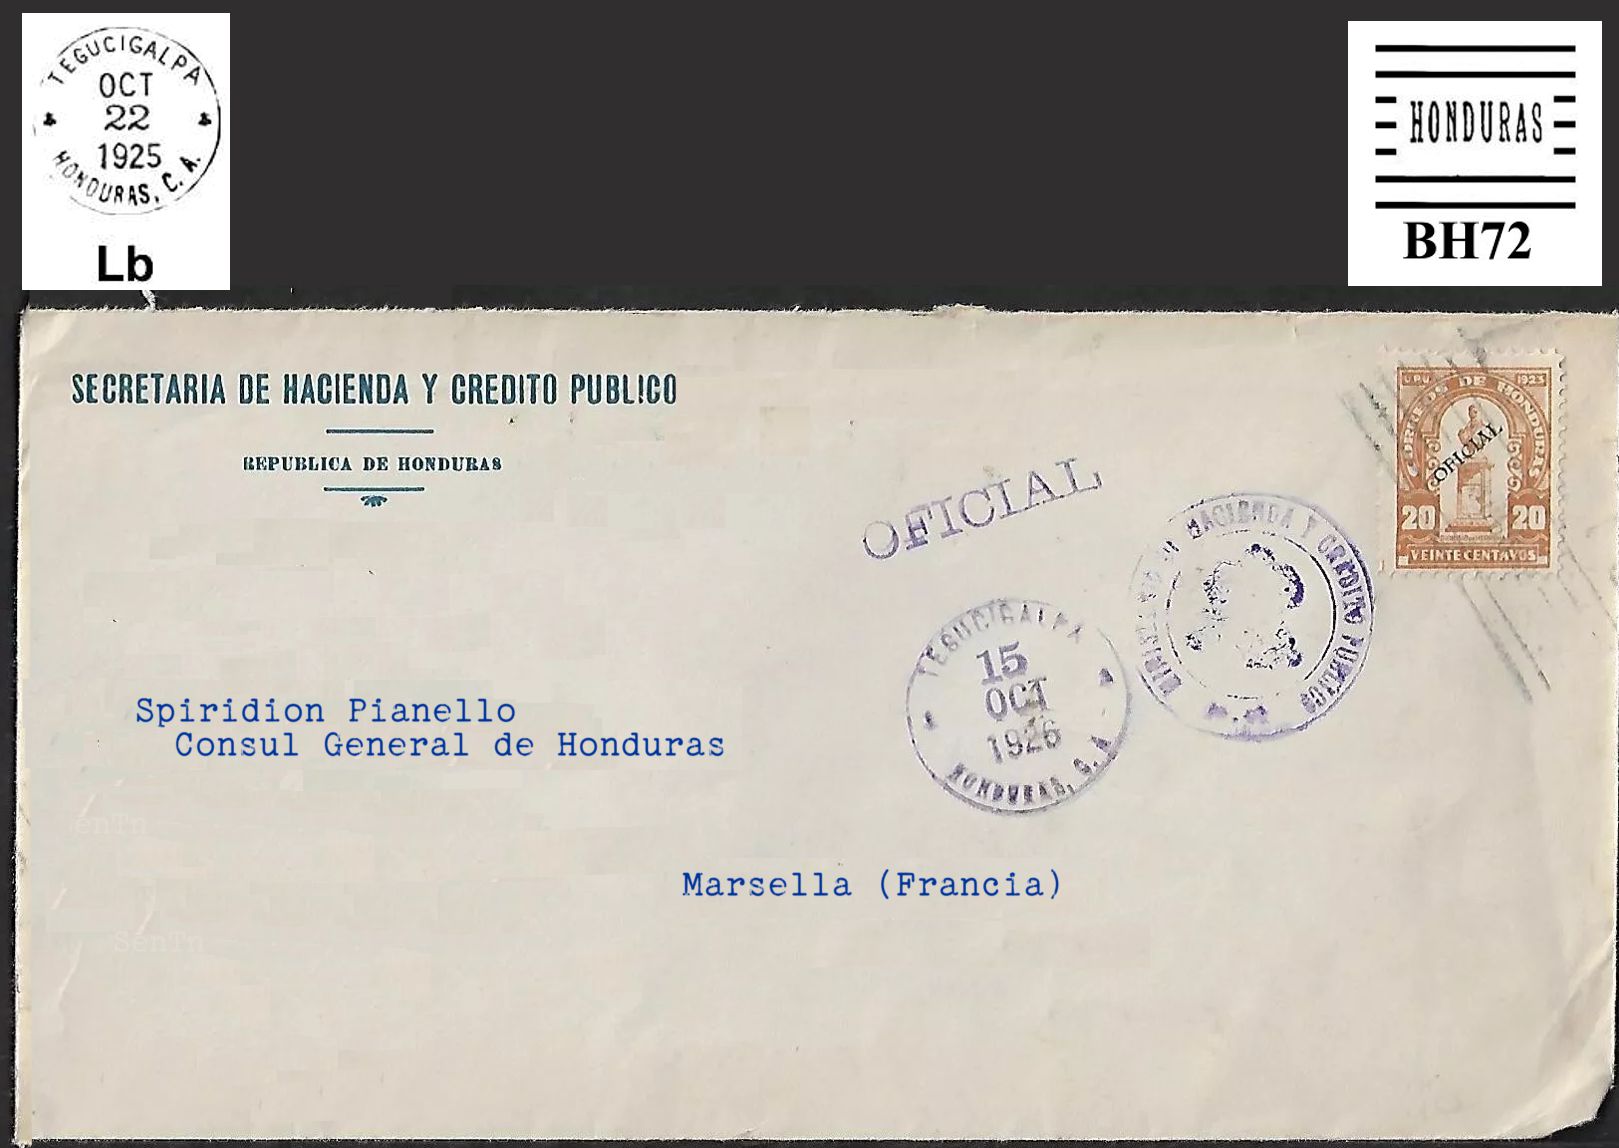 TEGUCIGALPA
OCT
22
1925
HONDURAS, C. A.
Lb
HONDURAS
BH72
SECRETARIA DE HACIENDA Y CREDITO PUBLICO
REPUBLICA DE HONDURAS
OFICIAL
U.P.U. 1923
CORREOS DE HONDURAS
OFICIAL
20 20
VEINTE CENTAVOS
HACIENDA Y CREDITO PUBLICO
TEGUCIGALPA
15
OCT
1926
HONDURAS, C. A.
Spiridion Pianello
Consul General de Honduras
Marsella (Francia)